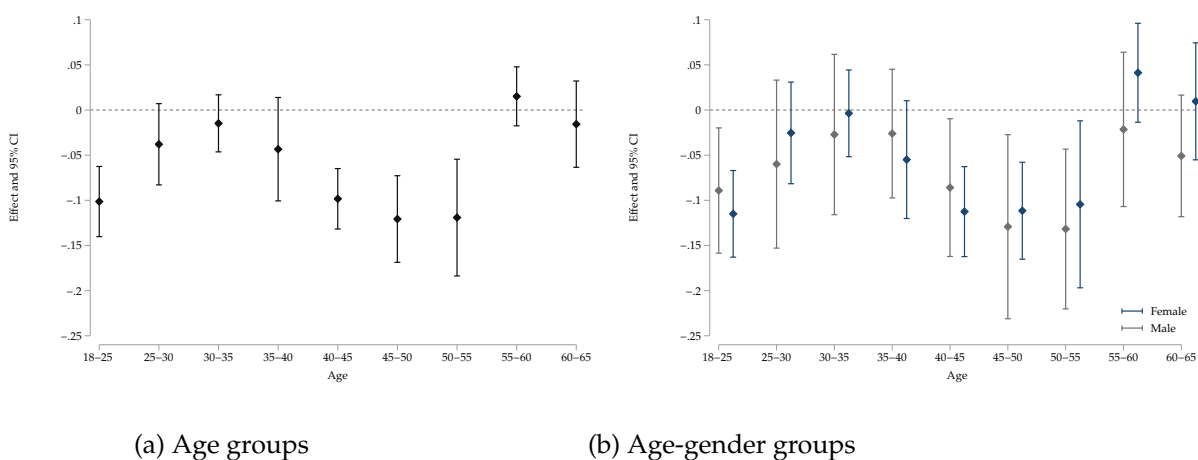 .1
.05
0
−.05
−.1
−.15
−.2
−.25
Effect and 95% CI
18–25 25–30 30–35 35–40 40–45 45–50 50–55 55–60 60–65
Age
.1
.05
0
−.05
−.1
−.15
−.2
−.25
Effect and 95% CI
Female
Male
18–25 25–30 30–35 35–40 40–45 45–50 50–55 55–60 60–65
Age
(a) Age groups
(b) Age-gender groups